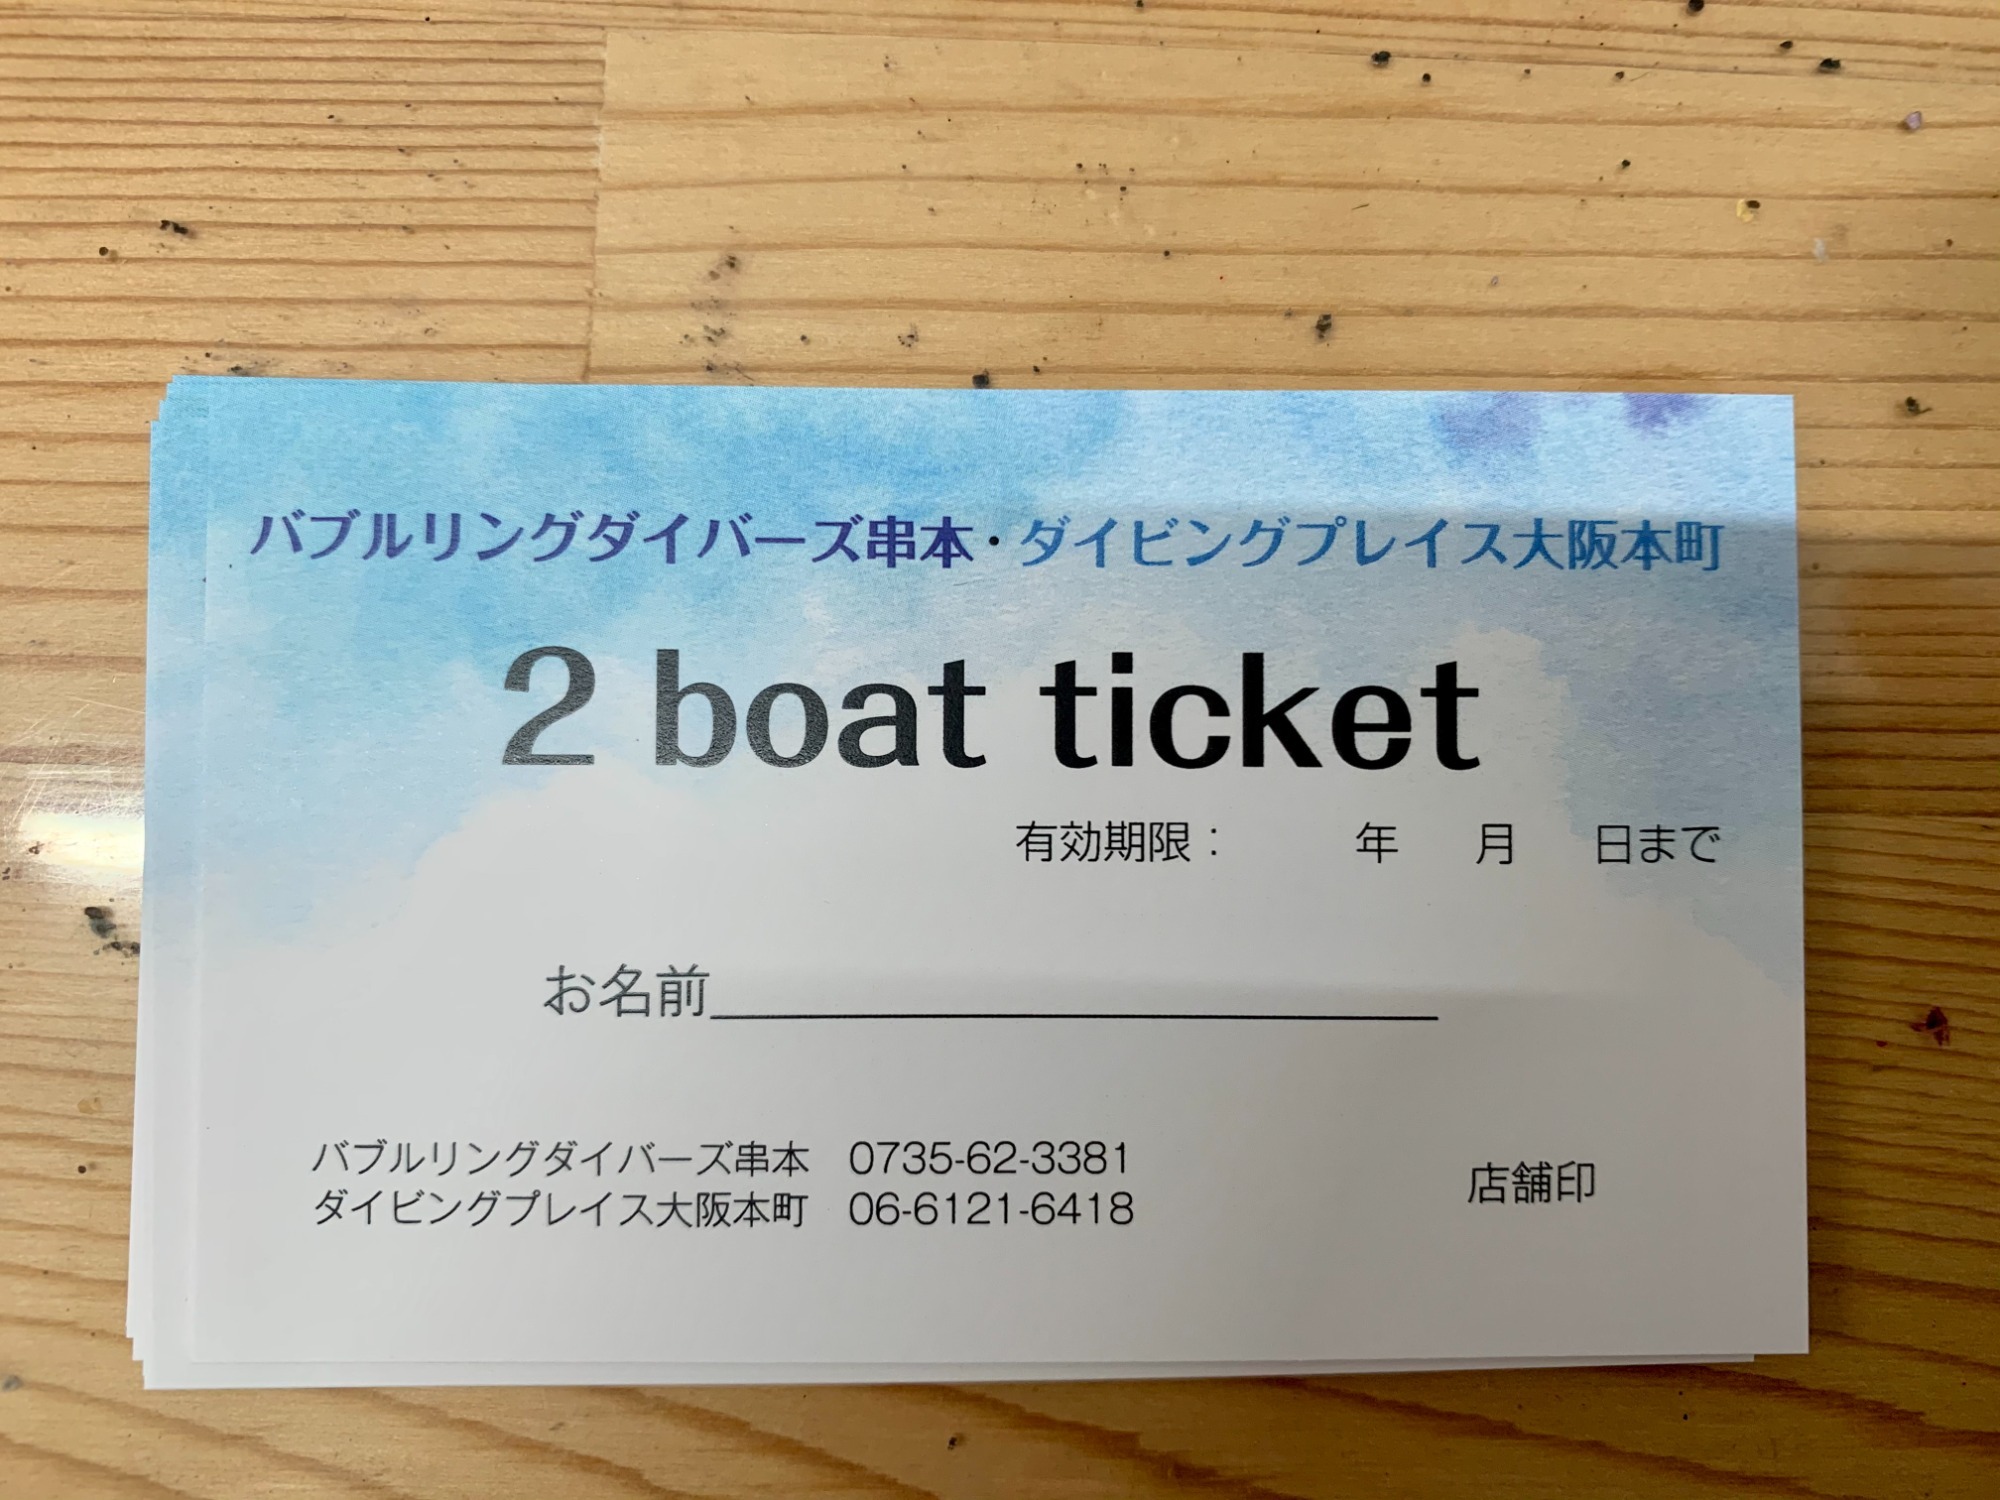 バブルリングダイバーズ串本・ダイビングプレイス大阪本町
2 boat ticket
有効期限： 年 月 日まで
お名前
バブルリングダイバーズ串本 0735-62-3381
ダイビングプレイス大阪本町 06-6121-6418
店舗印